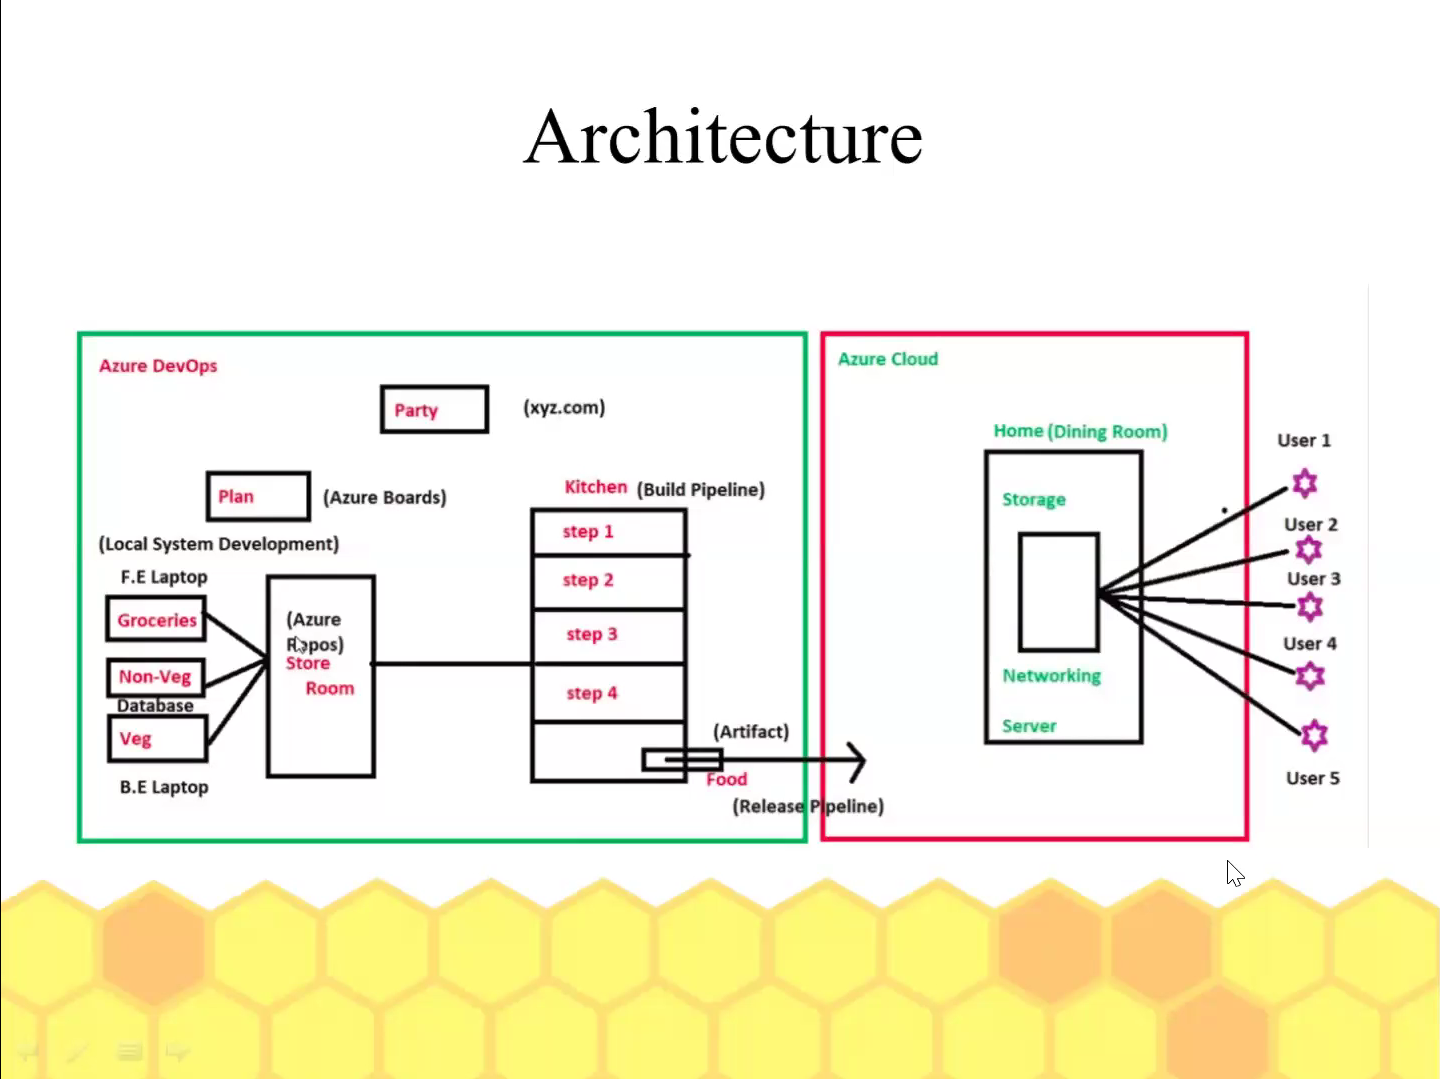 Architecture
Azure DevOps
Party
(xyz.com)
Plan
(Azure Boards)
(Local System Development)
F.E Laptop
Groceries
Non-Veg
Database
Veg
B.E Laptop
(Azure
Repos)
Store
Room
Kitchen (Build Pipeline)
step 1
step 2
step 3
step 4
(Artifact)
Food
(Release Pipeline)
Azure Cloud
Home (Dining Room)
Storage
Networking
Server
User 1
User 2
User 3
User 4
User 5